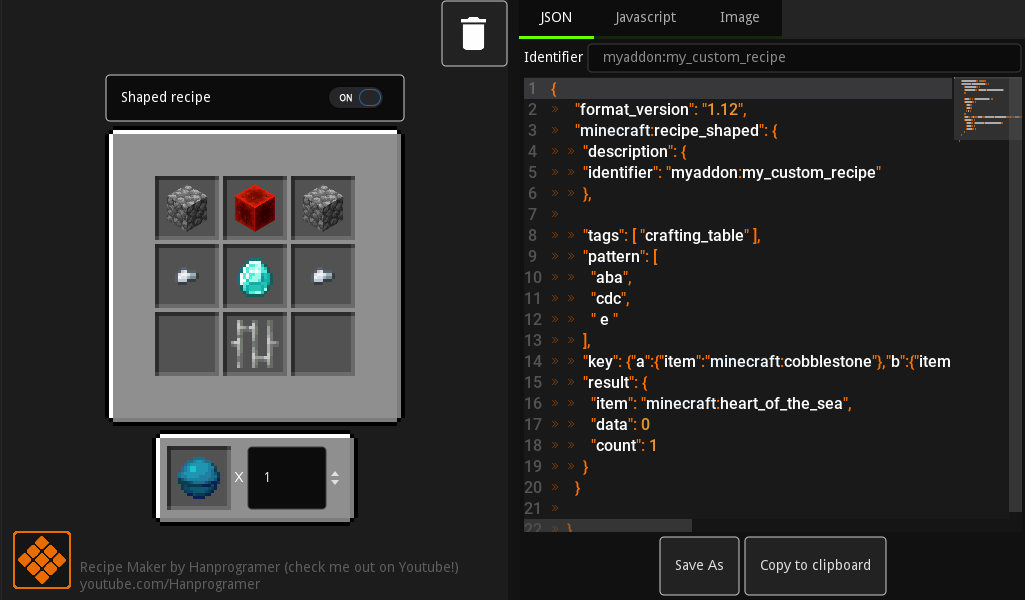 JSON Javascript Image
Identifier myaddon:my_custom_recipe
Shaped recipe ON
1 {
2 » "format_version": "1.12",
3 » "minecraft:recipe_shaped": {
4 » » "description": {
5 » » "identifier": "myaddon:my_custom_recipe"
6 » » },
7 »
8 » » "tags": [ "crafting_table" ],
9 » » "pattern": [
10 » » "aba",
11 » » "cdc",
12 » » " e "
13 » » ],
14 » » "key": {"a":{"item":"minecraft:cobblestone"},"b":{"item
15 » » "result": {
16 » » "item": "minecraft:heart_of_the_sea",
17 » » "data": 0
18 » » "count": 1
19 » » }
20 » }
21 »
22 » }
X 1
Recipe Maker by Hanprogramer (check me out on Youtube!)
youtube.com/Hanprogramer
Save As Copy to clipboard